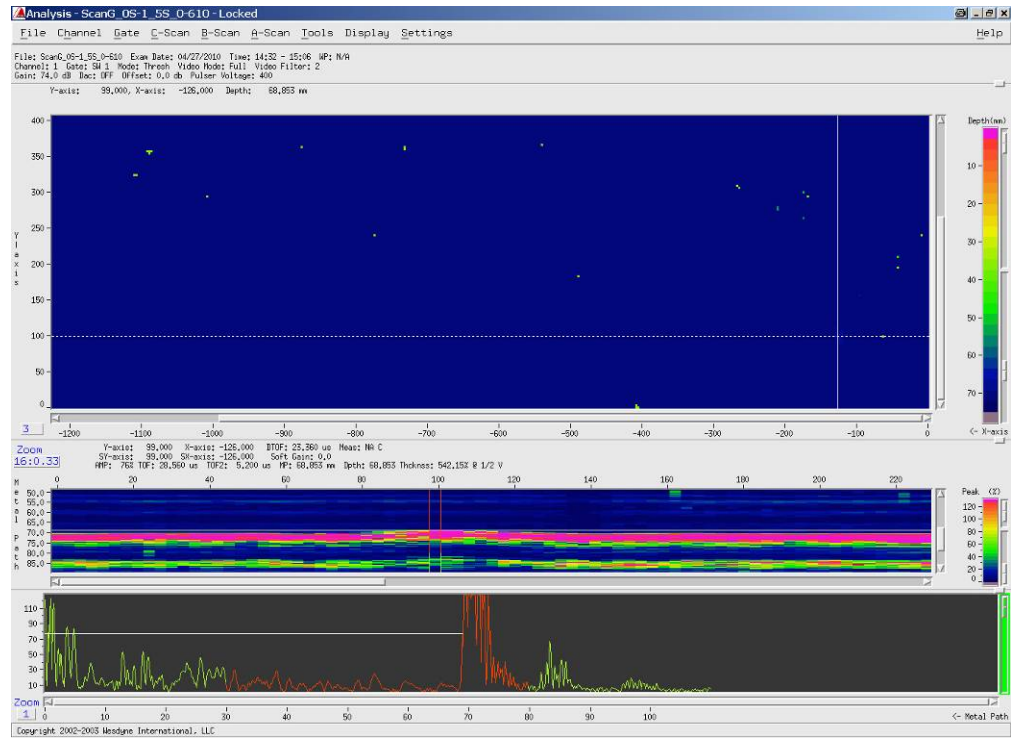 Analysis - ScanG_0S-1_5S_0-610 - Locked
File Channel Gate C-Scan B-Scan A-Scan Tools Display Settings Help
File: ScanG_0S-1_5S_0-610 Exam Date: 04/27/2010 Time: 14:32 - 15:06 WP: N/A
Channel: 1 Gate: SW 1 Mode: Thresh Video Mode: Full Video Filter: 2
Gain: 74.0 dB Dac: OFF Offset: 0.0 db Pulser Voltage: 400
Y-axis: 99.000, X-axis: -126.000 Depth: 68.853 mm
Depth(mm)
400
350
300
250
200
150
100
50
0
Y-axis
10
20
30
40
50
60
70
3
-1200 -1100 -1000 -900 -800 -700 -600 -500 -400 -300 -200 -100 0
<- X-axis
Zoom
16:0.33
Y-axis: 99.000 X-axis: -126.000 DTOF: 23.360 us Meas: NA C
SY-axis: 99.000 SX-axis: -126.000 Soft Gain: 0.0
AMP: 76% TOF: 28.560 us TOF2: 5.200 us MP: 68.853 mm Dpth: 68.853 Thcknss: 542.15% @ 1/2 V
0 20 40 60 80 100 120 140 160 180 200 220
Metal Path
50.0
55.0
60.0
65.0
70.0
75.0
80.0
85.0
Peak (%)
120
100
80
60
40
20
0
110
90
70
50
30
10
Zoom
1
0 10 20 30 40 50 60 70 80 90 100
<- Metal Path
Copyright 2002-2003 Wesdyne International, LLC